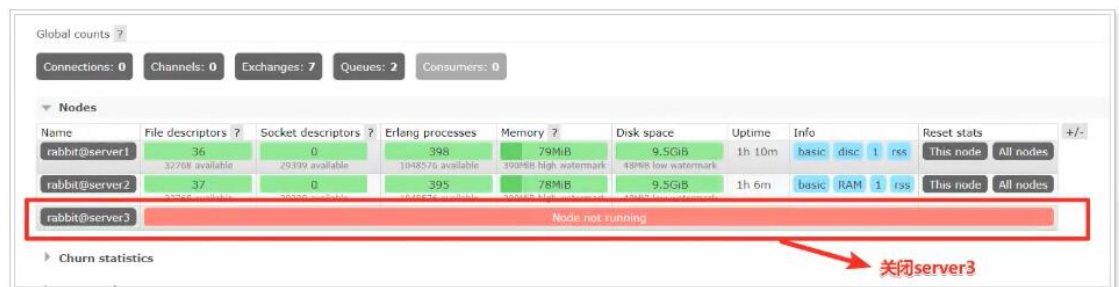 Global counts ?
Connections: 0 Channels: 0 Exchanges: 7 Queues: 2 Consumers: 0
Nodes
Name File descriptors ? Socket descriptors ? Erlang processes Memory ? Disk space Uptime Info Reset stats +/-
rabbit@server1 36 0 398 79MiB 9.5GiB 1h 10m basic disc 1 rss This node All nodes
32768 available 29399 available 1048576 available 390MiB high watermark 48MiB low watermark
rabbit@server2 37 0 395 78MiB 9.5GiB 1h 6m basic RAM 1 rss This node All nodes
rabbit@server3 Node not running
Churn statistics
关闭server3